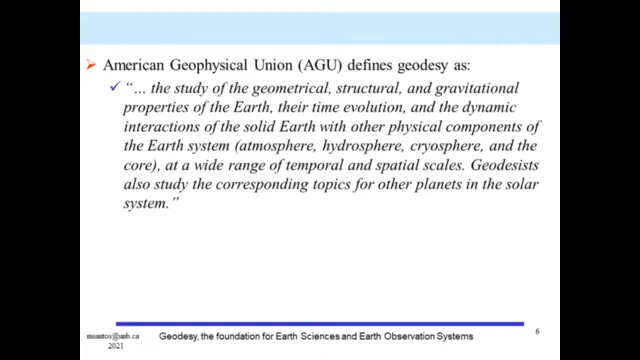 American Geophysical Union (AGU) defines geodesy as:
“… the study of the geometrical, structural, and gravitational
properties of the Earth, their time evolution, and the dynamic
interactions of the solid Earth with other physical components of
the Earth system (atmosphere, hydrosphere, cryosphere, and the
core), at a wide range of temporal and spatial scales. Geodesists
also study the corresponding topics for other planets in the solar
system.”
msantos@unb.ca
2021
Geodesy, the foundation for Earth Sciences and Earth Observation Systems
6